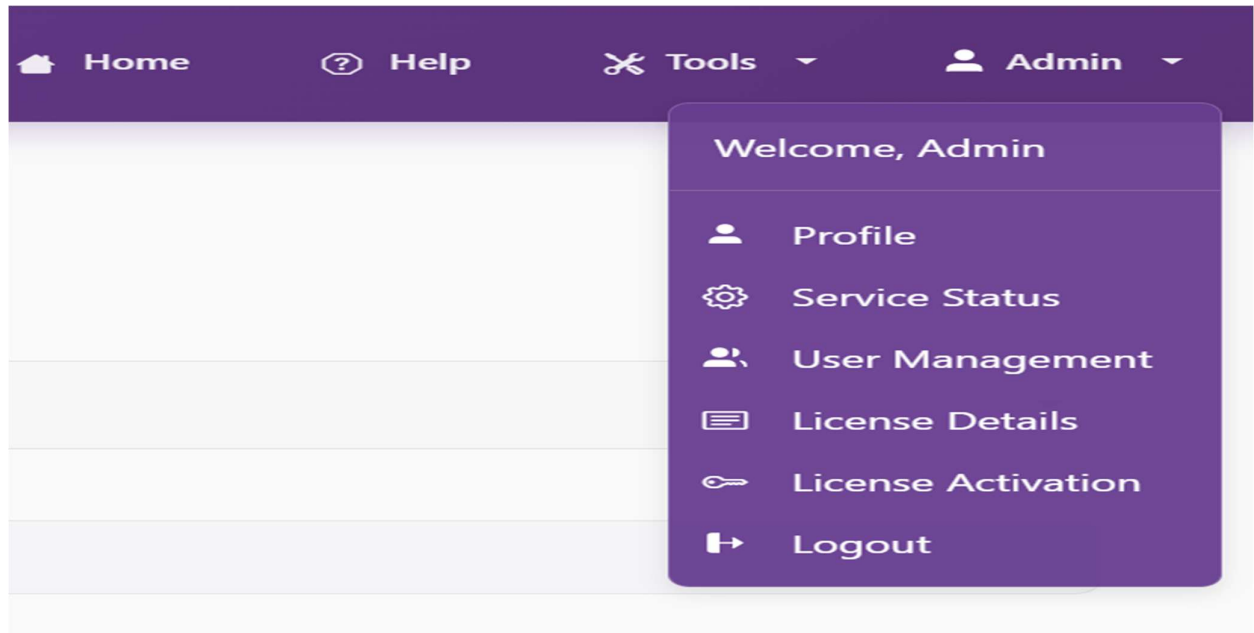 Home Help Tools Admin
Welcome, Admin
Profile
Service Status
User Management
License Details
License Activation
Logout